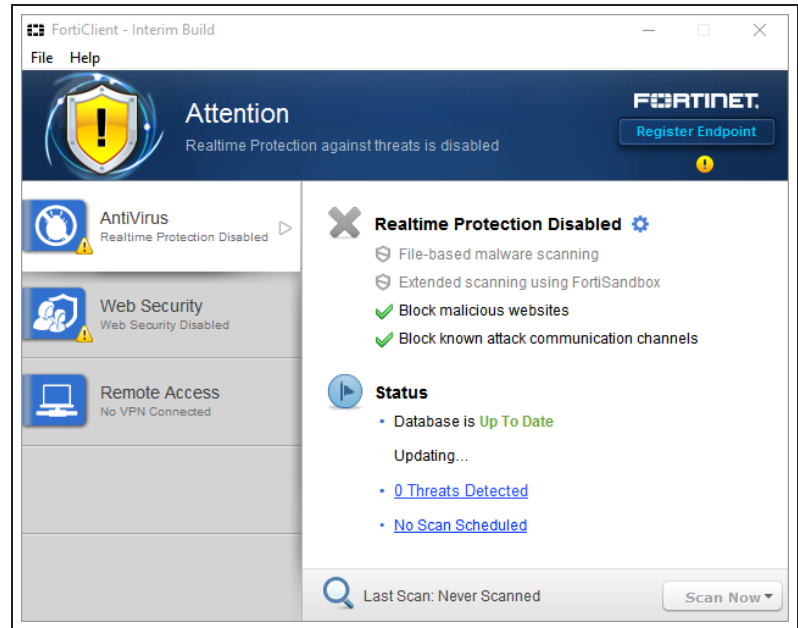 FortiClient - Interim Build
File Help
Attention
Realtime Protection against threats is disabled
FORTINET.
Register Endpoint
AntiVirus
Realtime Protection Disabled
Web Security
Web Security Disabled
Remote Access
No VPN Connected
Realtime Protection Disabled
File-based malware scanning
Extended scanning using FortiSandbox
Block malicious websites
Block known attack communication channels
Status
• Database is Up To Date
Updating...
• 0 Threats Detected
• No Scan Scheduled
Last Scan: Never Scanned
Scan Now